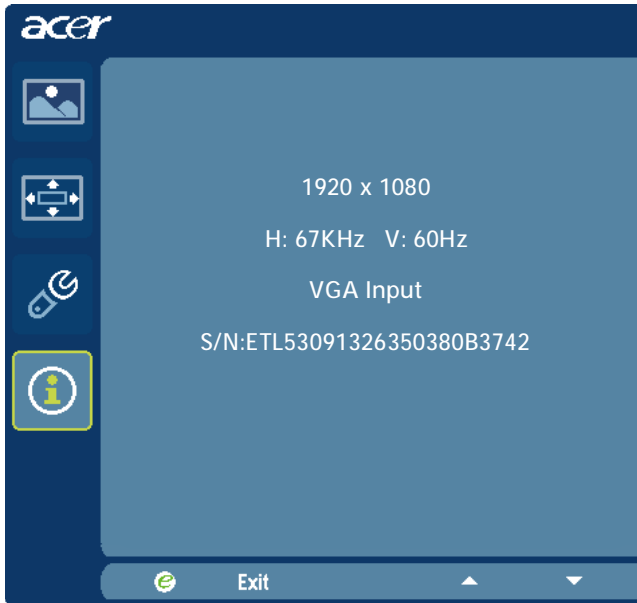 acer
1920 x 1080
H: 67KHz V: 60Hz
VGA Input
S/N:ETL53091326350380B3742
e Exit